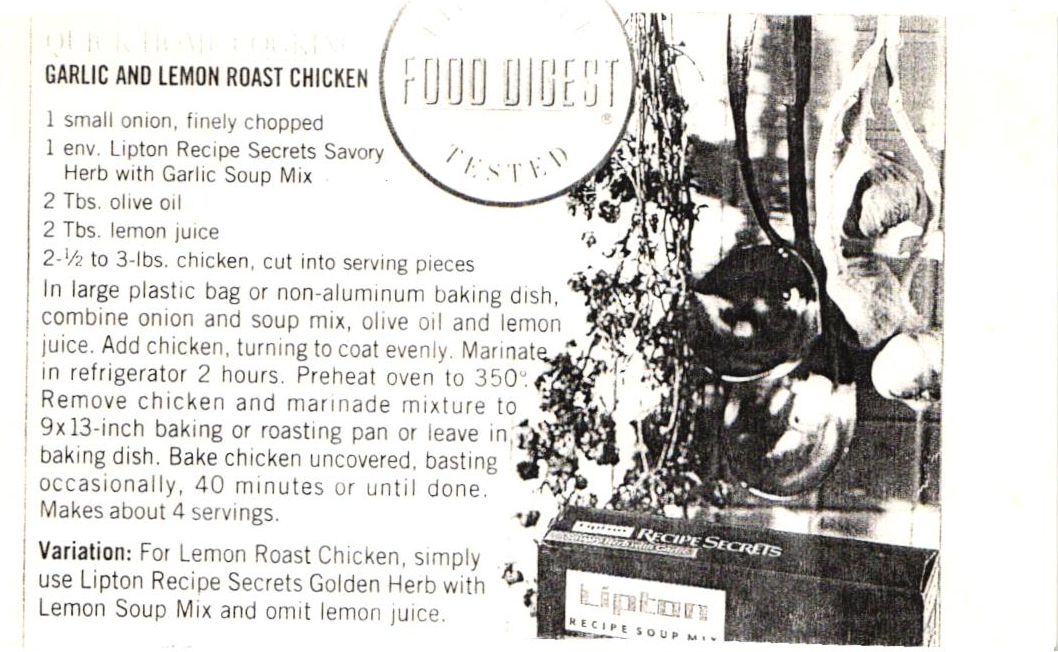 QUICK HOME COOKING
GARLIC AND LEMON ROAST CHICKEN
1 small onion, finely chopped
1 env. Lipton Recipe Secrets Savory
Herb with Garlic Soup Mix
2 Tbs. olive oil
2 Tbs. lemon juice
2-½ to 3-lbs. chicken, cut into serving pieces
In large plastic bag or non-aluminum baking dish,
combine onion and soup mix, olive oil and lemon
juice. Add chicken, turning to coat evenly. Marinate
in refrigerator 2 hours. Preheat oven to 350°.
Remove chicken and marinade mixture to
9x13-inch baking or roasting pan or leave in
baking dish. Bake chicken uncovered, basting
occasionally, 40 minutes or until done.
Makes about 4 servings.
Variation: For Lemon Roast Chicken, simply
use Lipton Recipe Secrets Golden Herb with
Lemon Soup Mix and omit lemon juice.
FOOD DIGEST
®
TESTED
Lipton RECIPE SECRETS
Savory Herb with Garlic
Lipton
RECIPE SOUP MIX